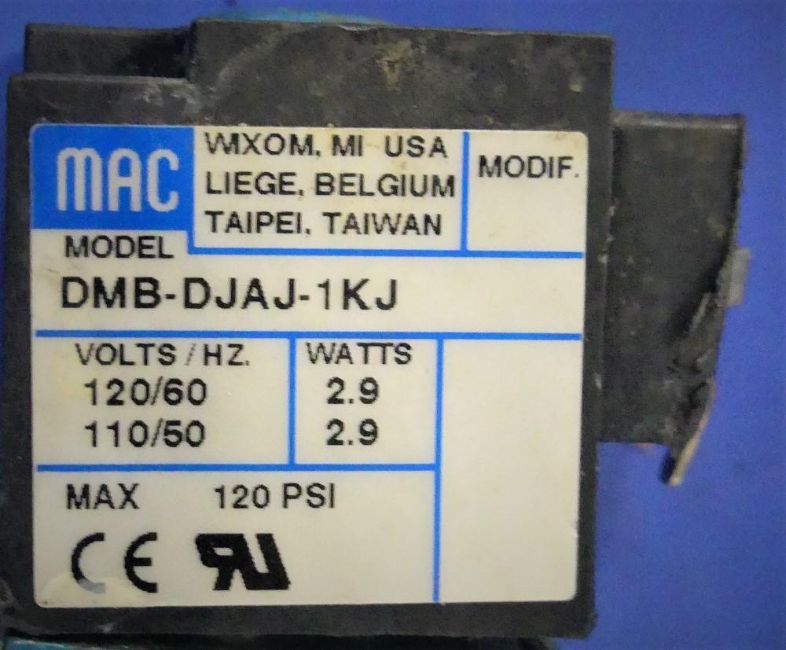 MAC
WIXOM, MI USA
LIEGE, BELGIUM
TAIPEI, TAIWAN
MODIF.
MODEL
DMB-DJAJ-1KJ
VOLTS/HZ.
120/60
110/50
WATTS
2.9
2.9
MAX 120 PSI
CE RU